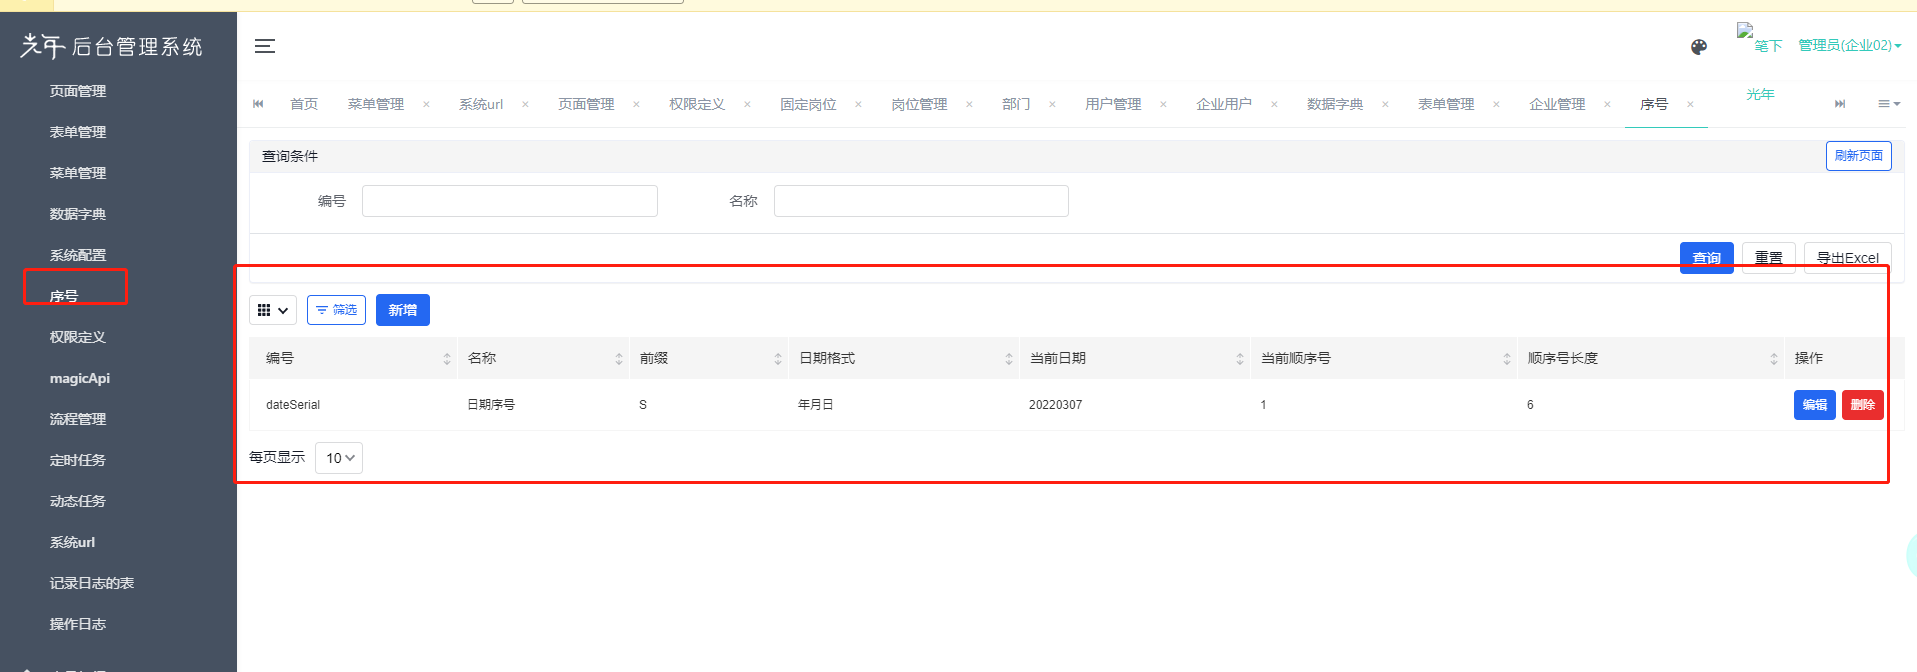 光年 后台管理系统
页面管理
表单管理
菜单管理
数据字典
系统配置
序号
权限定义
magicApi
流程管理
定时任务
动态任务
系统url
记录日志的表
操作日志
笔下光年 管理员(企业02)
首页 菜单管理 × 系统url × 页面管理 × 权限定义 × 固定岗位 × 岗位管理 × 部门 × 用户管理 × 企业用户 × 数据字典 × 表单管理 × 企业管理 × 序号 ×
查询条件 刷新页面
编号 名称
查询 重置 导出Excel
筛选 新增
编号 名称 前缀 日期格式 当前日期 当前顺序号 顺序号长度 操作
dateSerial 日期序号 S 年月日 20220307 1 6 编辑 删除
每页显示 10